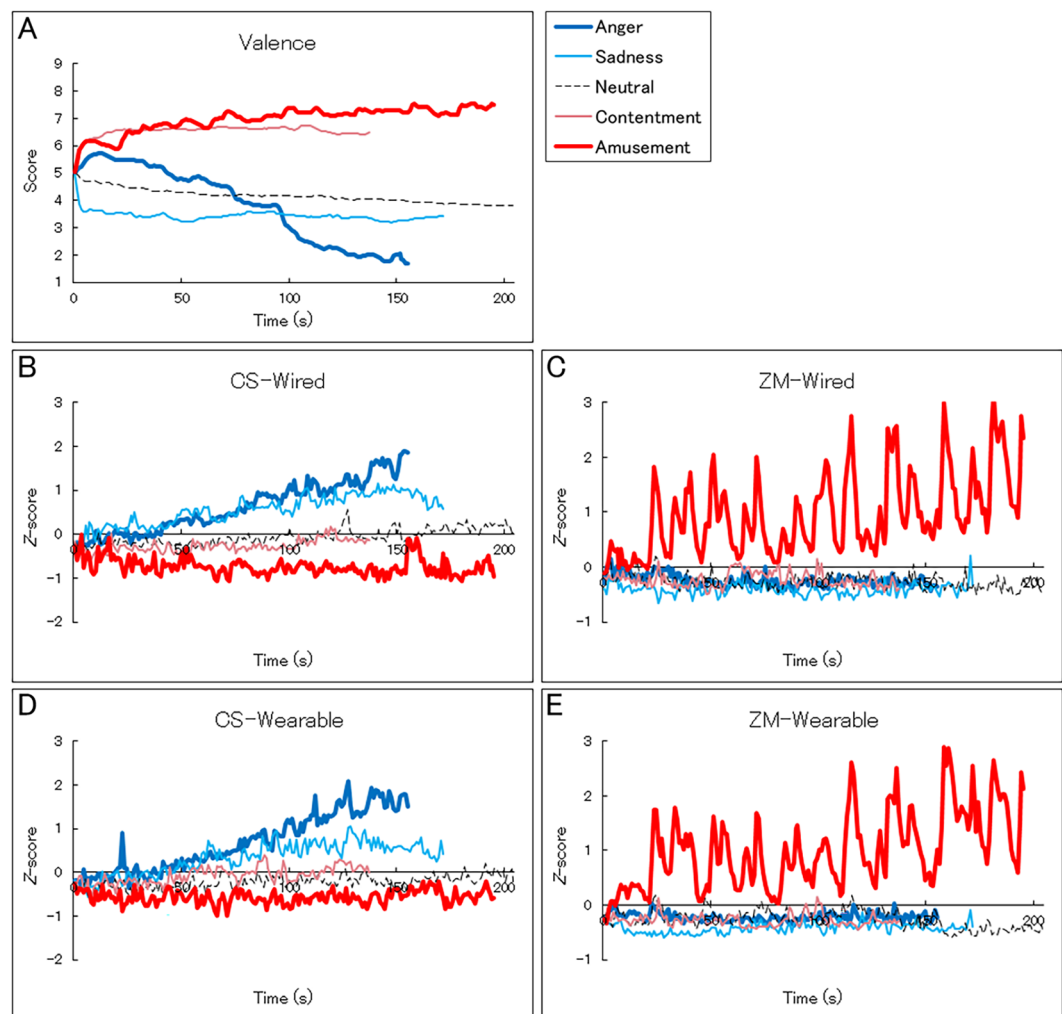 A
Valence
9
8
7
6
5
4
3
2
1
Score
0 50 100 150 200
Time (s)
Anger
Sadness
Neutral
Contentment
Amusement
B
CS-Wired
3
2
1
0
-1
-2
Z-score
0 50 100 150 200
Time (s)
C
ZM-Wired
3
2
1
0
-1
Z-score
0 50 100 150 200
Time (s)
D
CS-Wearable
3
2
1
0
-1
-2
Z-score
0 50 100 150 200
Time (s)
E
ZM-Wearable
3
2
1
0
-1
Z-score
0 50 100 150 200
Time (s)